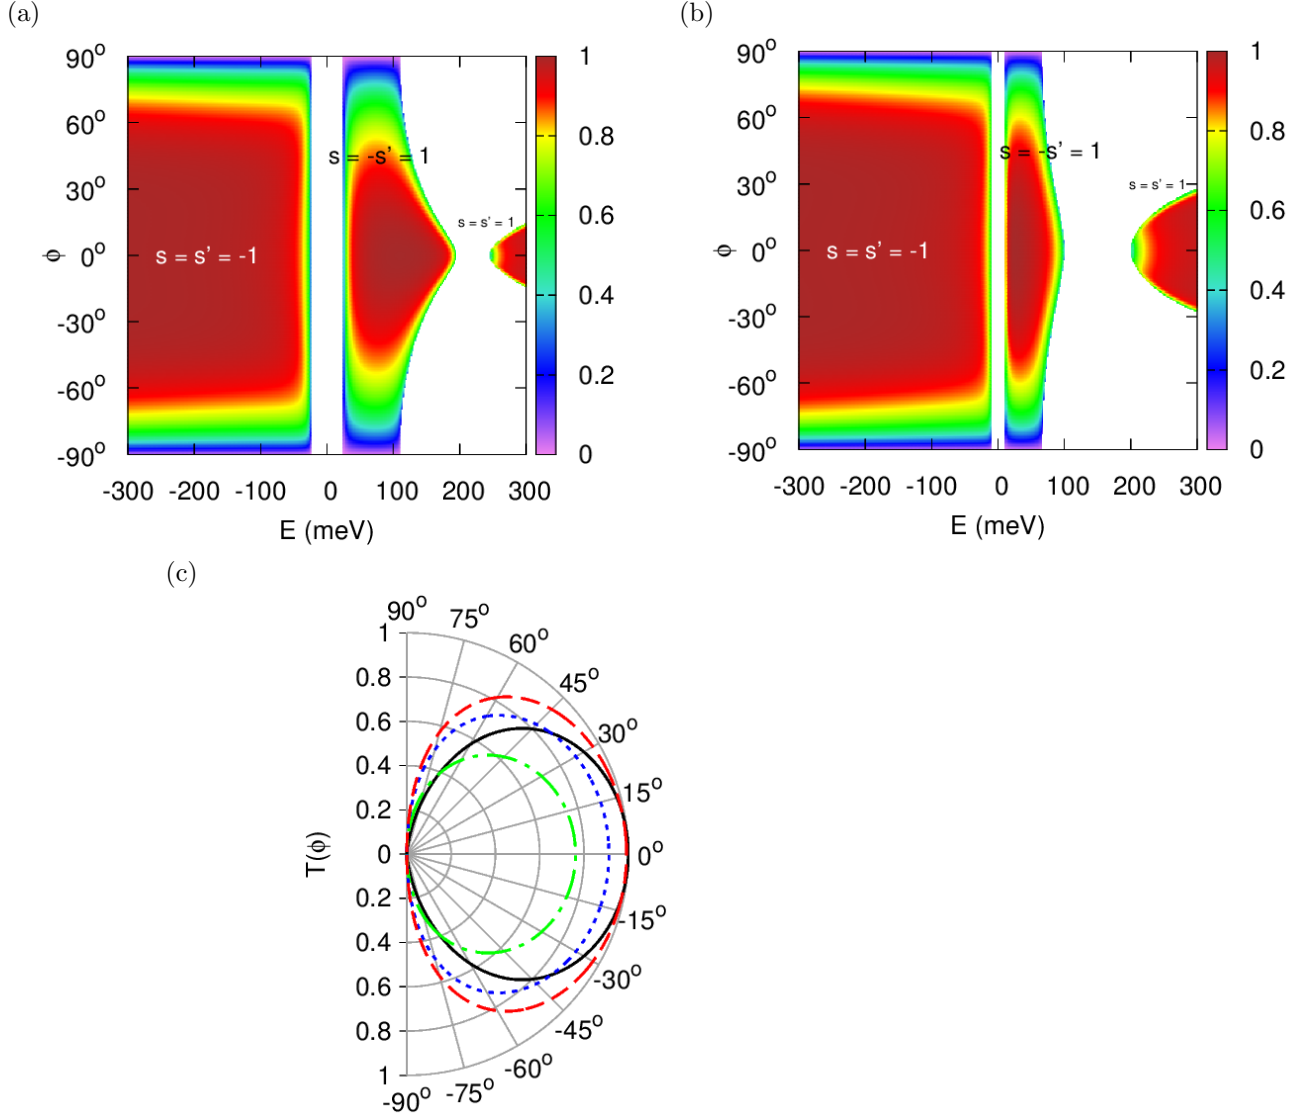 (a)
90° 60° 30° 0° -30° -60° -90°
ϕ
s = -s' = 1
s = s' = 1
s = s' = -1
-300 -200 -100 0 100 200 300
E (meV)
1 0.8 0.6 0.4 0.2 0
(b)
90° 60° 30° 0° -30° -60° -90°
ϕ
s = -s' = 1
s = s' = 1
s = s' = -1
-300 -200 -100 0 100 200 300
E (meV)
1 0.8 0.6 0.4 0.2 0
(c)
90° 75° 60° 45° 30° 15° 0° -15° -30° -45° -60° -75° -90°
1 0.8 0.6 0.4 0.2 0 0.2 0.4 0.6 0.8 1
T(ϕ)